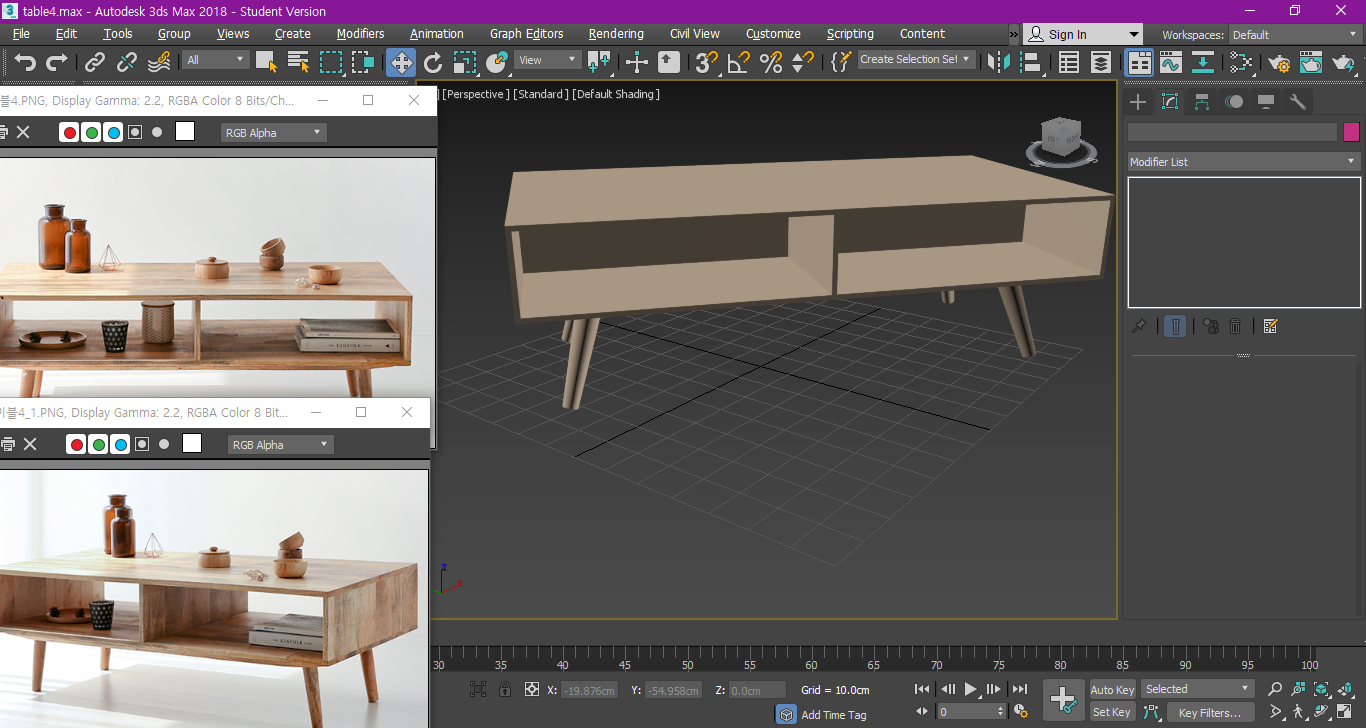 table4.max - Autodesk 3ds Max 2018 - Student Version
File Edit Tools Group Views Create Modifiers Animation Graph Editors Rendering Civil View Customize Scripting Content » Sign In Workspaces: Default
All View 3 Create Selection Set
블4.PNG, Display Gamma: 2.2, RGBA Color 8 Bits/Ch...
] [Perspective ] [Standard ] [Default Shading ]
RGB Alpha
Modifier List
KINFOLK
블4_1.PNG, Display Gamma: 2.2, RGBA Color 8 Bit...
RGB Alpha
KINFOLK
z
x
30 35 40 45 50 55 60 65 70 75 80 85 90 95 100
X: -19.876cm Y: -54.958cm Z: 0.0cm Grid = 10.0cm
Auto Key Selected
0
Set Key Key Filters...
Add Time Tag